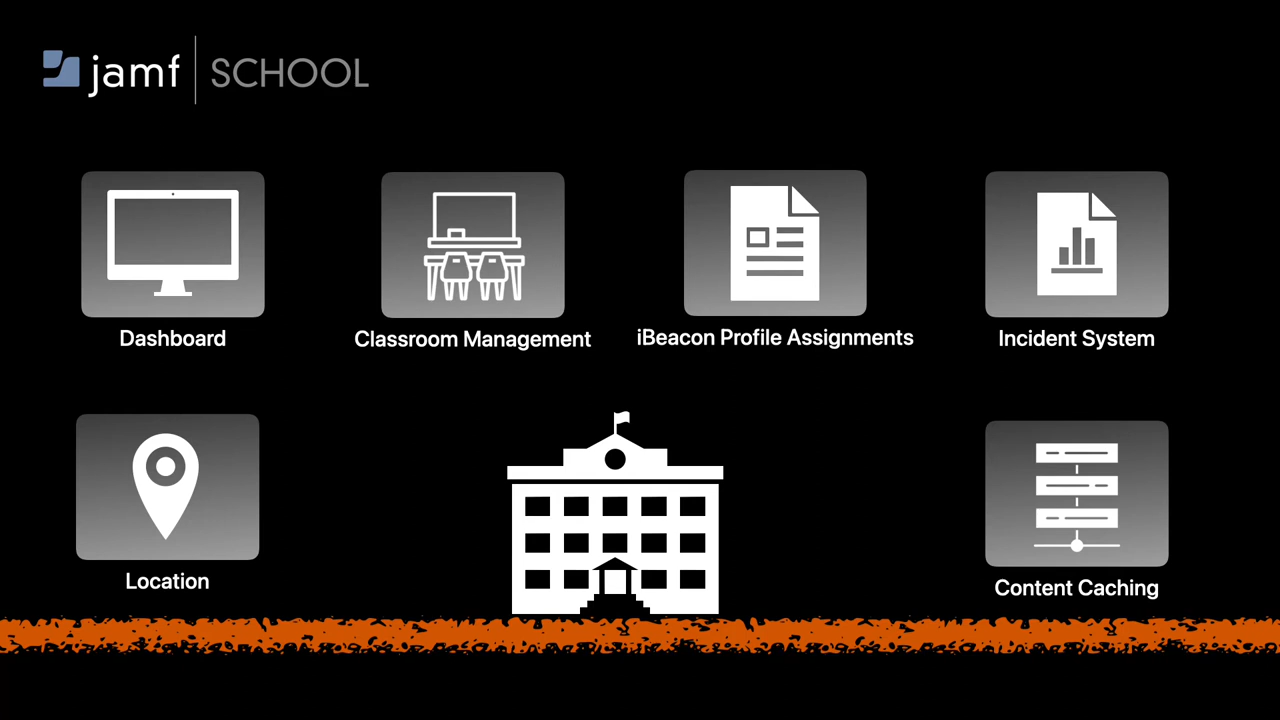 jamf SCHOOL
Dashboard
Classroom Management
iBeacon Profile Assignments
Incident System
Location
Content Caching